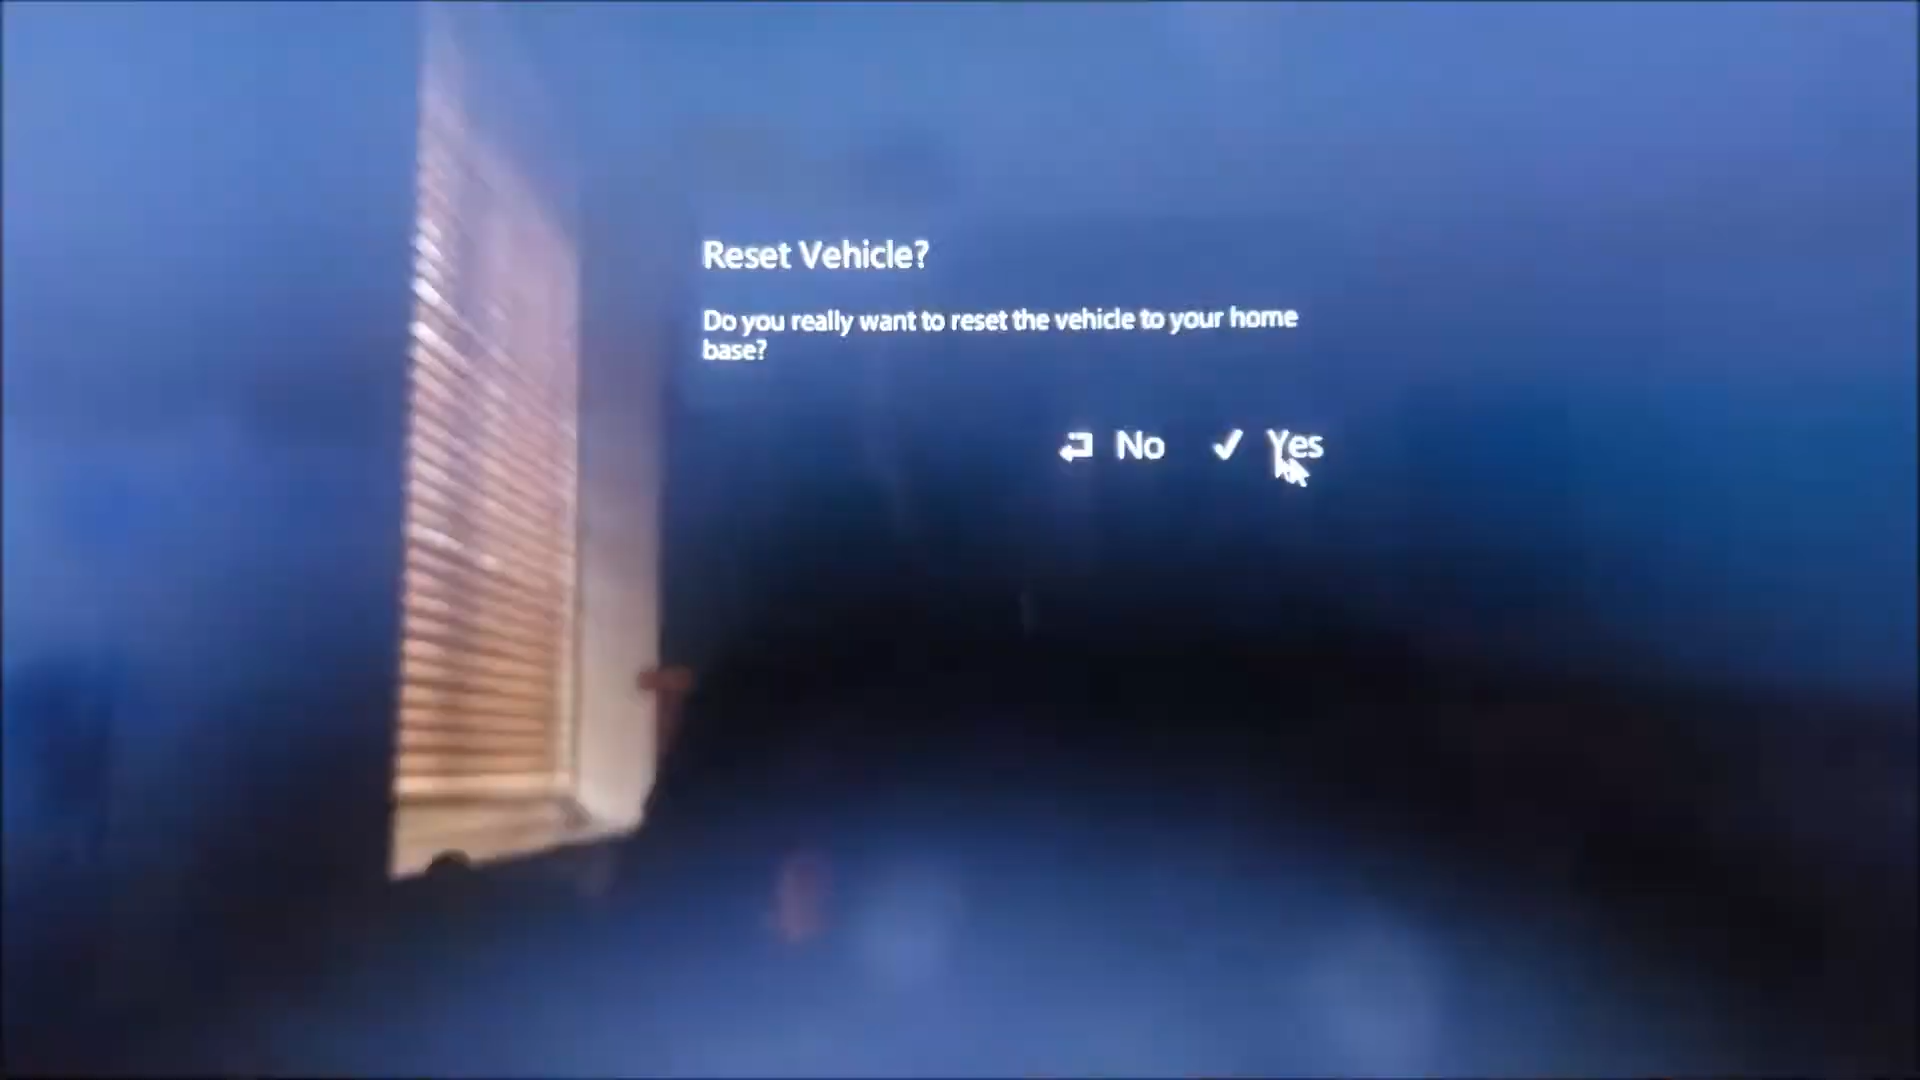 Reset Vehicle?
Do you really want to reset the vehicle to your home
base?
No Yes